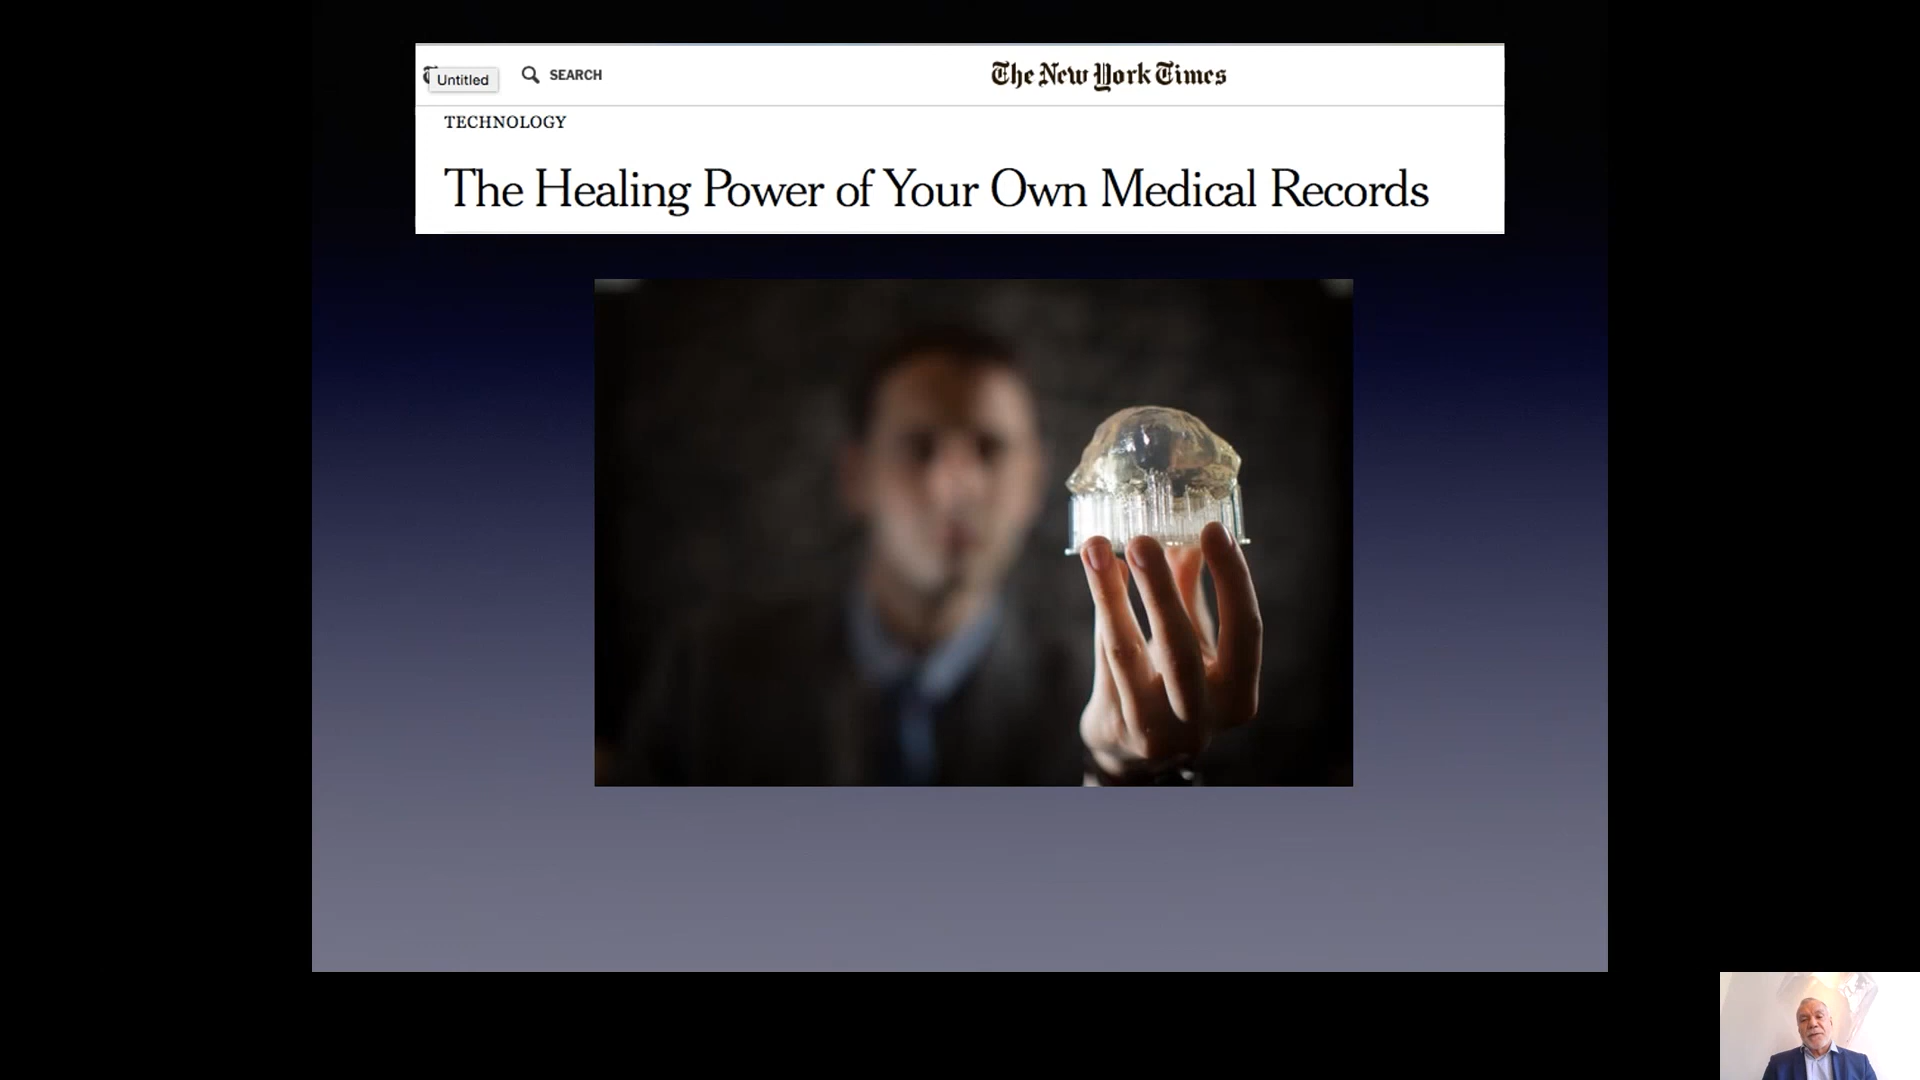 Untitled
SEARCH
The New York Times
TECHNOLOGY
The Healing Power of Your Own Medical Records